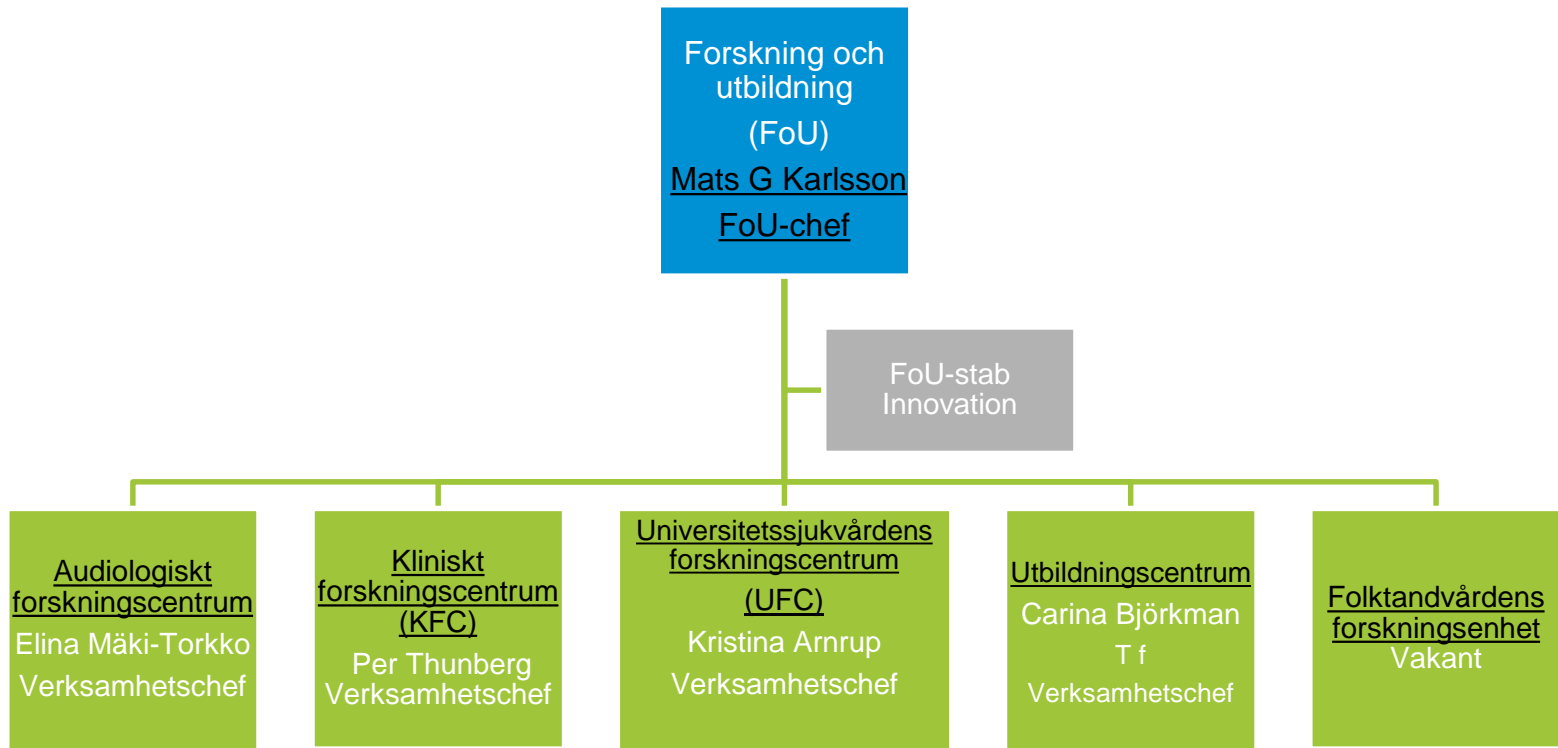 Forskning och
utbildning
(FoU)
Mats G Karlsson
FoU-chef
FoU-stab
Innovation
Audiologiskt
forskningscentrum
Elina Mäki-Torkko
Verksamhetschef
Kliniskt
forskningscentrum
(KFC)
Per Thunberg
Verksamhetschef
Universitetssjukvårdens
forskningscentrum
(UFC)
Kristina Arnrup
Verksamhetschef
Utbildningscentrum
Carina Björkman
T f
Verksamhetschef
Folktandvårdens
forskningsenhet
Vakant